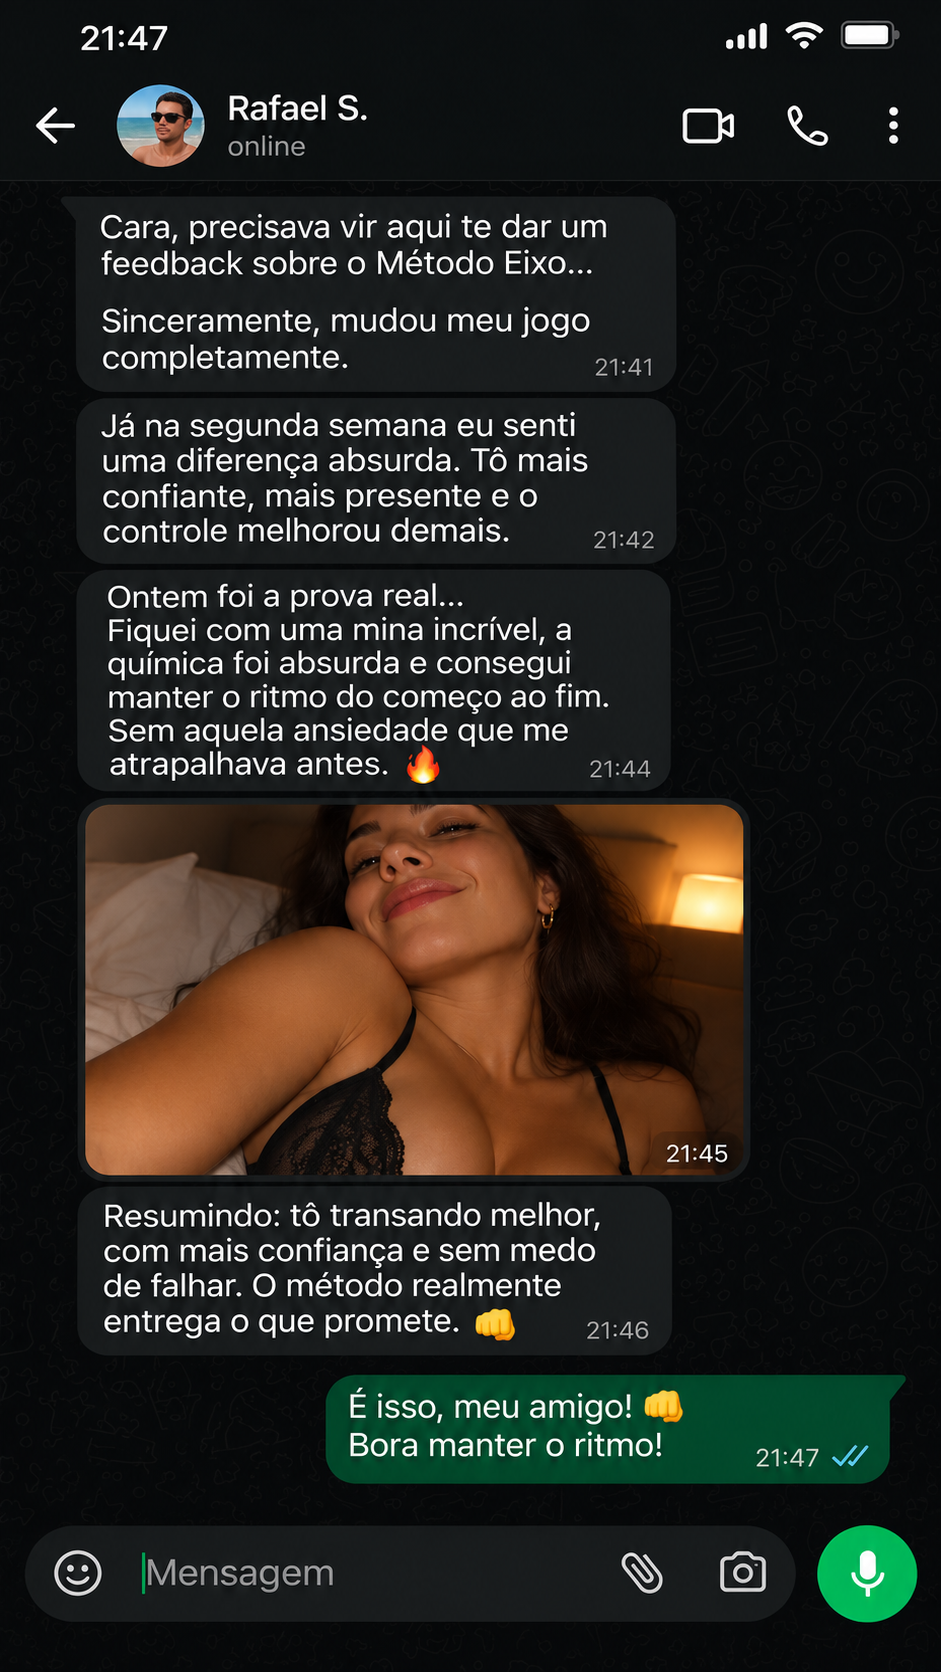 21:47
Rafael S.
online
Cara, precisava vir aqui te dar um
feedback sobre o Método Eixo...
Sinceramente, mudou meu jogo
completamente.
21:41
Já na segunda semana eu senti
uma diferença absurda. Tô mais
confiante, mais presente e o
controle melhorou demais.
21:42
Ontem foi a prova real...
Fiquei com uma mina incrível, a
química foi absurda e consegui
manter o ritmo do começo ao fim.
Sem aquela ansiedade que me
atrapalhava antes. 🔥
21:44
21:45
Resumindo: tô transando melhor,
com mais confiança e sem medo
de falhar. O método realmente
entrega o que promete. 👊
21:46
É isso, meu amigo! 👊
Bora manter o ritmo!
21:47
Mensagem